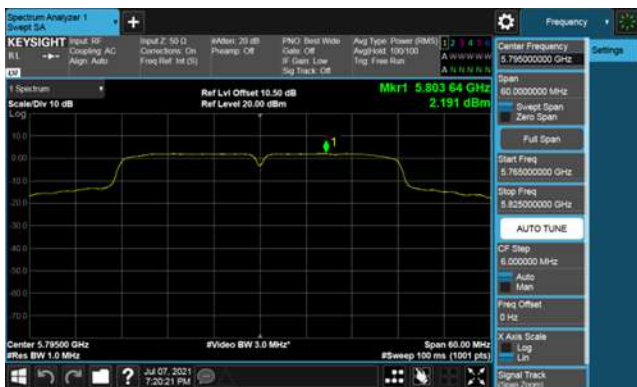 Spectrum Analyzer 1
Swept SA
Frequency
KEYSIGHT
Input: RF
Input Z: 50 Ω
#Atten: 20 dB
PNO: Best Wide
Avg Type: Power (RMS)
1 2 3 4 5 6
RL
Coupling: AC
Corrections: On
Preamp: Off
Gate: Off
Avg|Hold: 100/100
A W W W W W
Align: Auto
Freq Ref: Int (S)
IF Gain: Low
Trig: Free Run
Sig Track: Off
A N N N N N
LXI
1 Spectrum
Ref Lvl Offset 10.50 dB
Mkr1 5.803 64 GHz
Scale/Div 10 dB
Ref Level 20.00 dBm
2.191 dBm
Log
10.0
0.00
-10.0
-20.0
-30.0
-40.0
-50.0
-60.0
-70.0
1
Center 5.79500 GHz
#Video BW 3.0 MHz*
Span 60.00 MHz
#Res BW 1.0 MHz
#Sweep 100 ms (1001 pts)
Jul 07, 2021
7:20:21 PM
Center Frequency
5.795000000 GHz
Settings
Span
60.0000000 MHz
Swept Span
Zero Span
Full Span
Start Freq
5.765000000 GHz
Stop Freq
5.825000000 GHz
AUTO TUNE
CF Step
6.000000 MHz
Auto
Man
Freq Offset
0 Hz
X Axis Scale
Log
Lin
Signal Track
(Span Zoom)